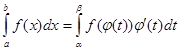 ∫_a^b f(x)dx = ∫_α^β f(φ(t))φ'(t)dt